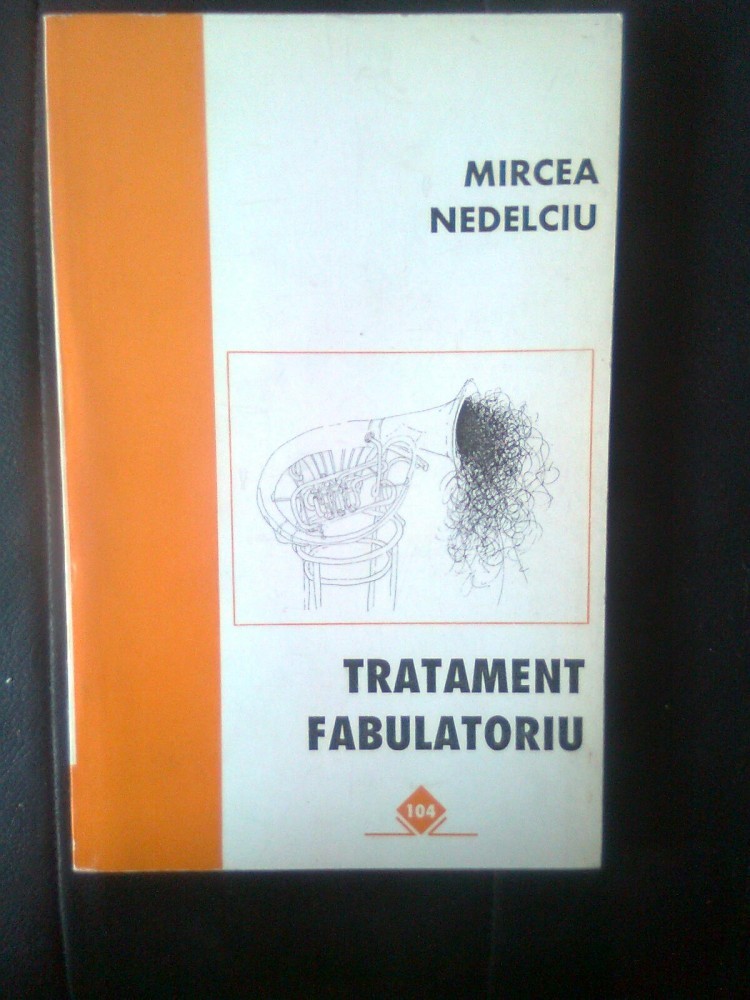 MIRCEA
NEDELCIU
TRATAMENT
FABULATORIU
104